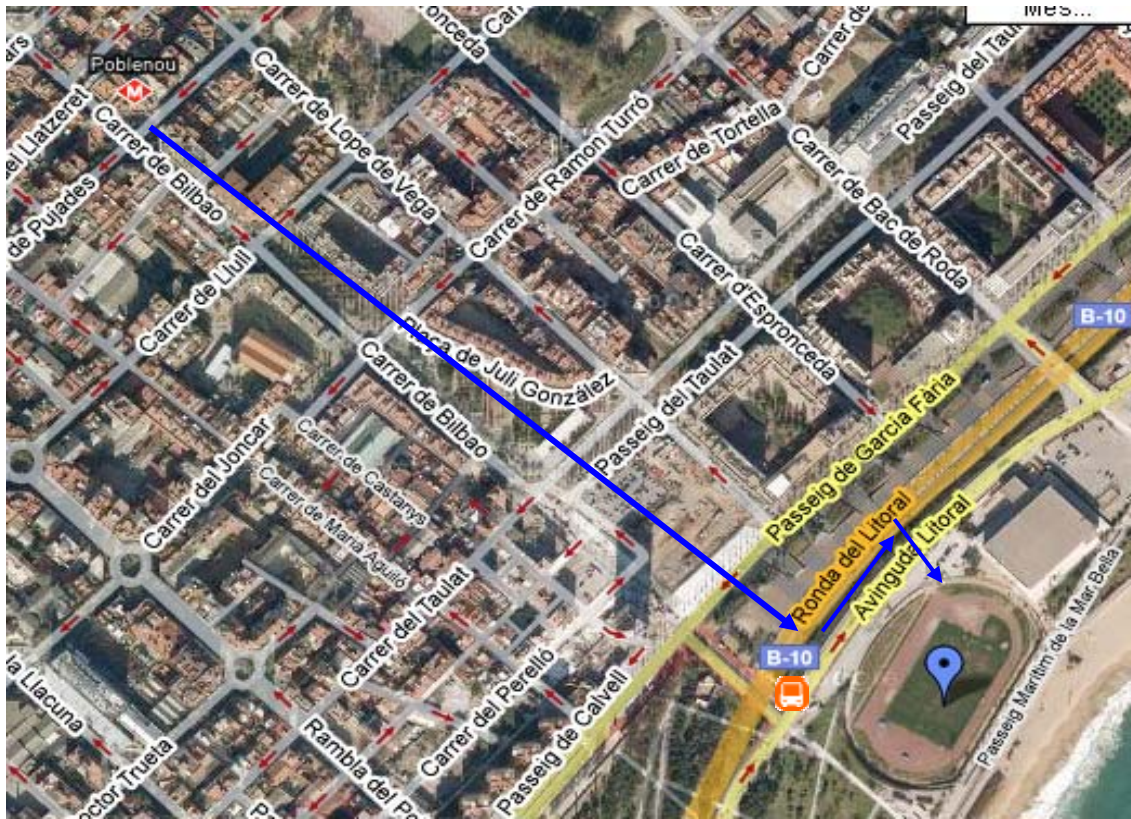 Més...
Poblenou
M
Carrer de Lope de Vega
Carrer de Ramon Turró
Carrer de Tortella
Passeig del Tau
Carrer de Bac de Roda
del Llatzeret
Carrer de Bilbao
de Pujades
Carrer de Llull
Carrer d'Espronceda
B-10
Plaça de Juli González
Carrer de Bilbao
Passeig del Taulat
Passeig de Garcia Fària
Carrer del Joncar
Carrer de Castanys
Carrer de Maria Aguiló
Ronda del Litoral
Avinguda Litoral
Carrer del Taulat
B-10
Passeig Marítim de la Mar Bella
la Llacuna
Carrer del Perelló
Passeig de Calvell
Rambla del Po
octor Trueta